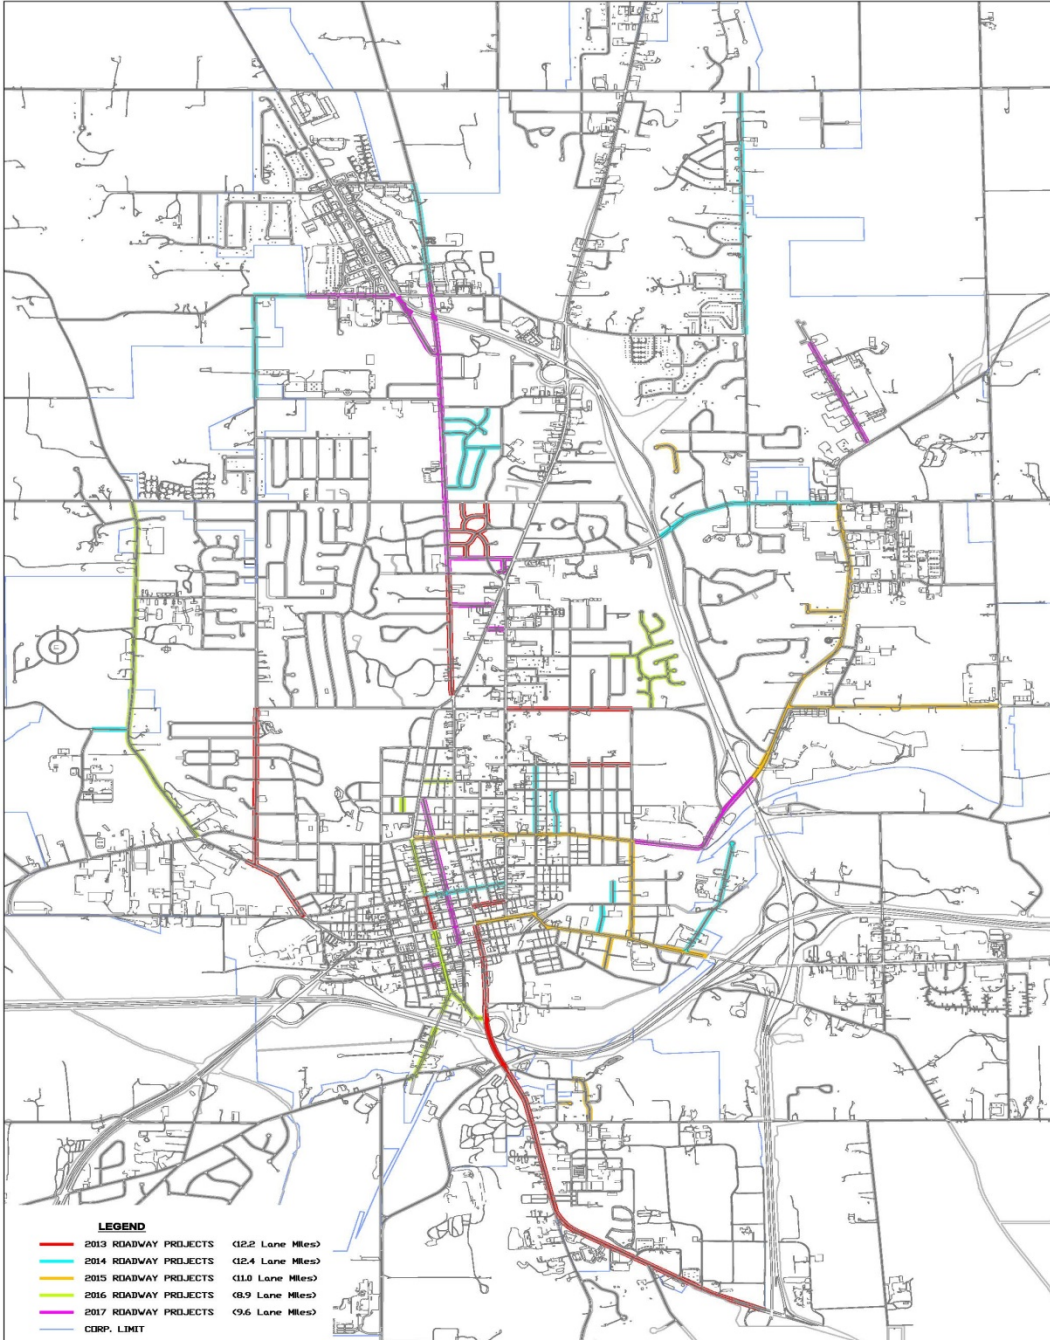 LEGEND
2013 ROADWAY PROJECTS (12.2 Lane Miles)
2014 ROADWAY PROJECTS (12.4 Lane Miles)
2015 ROADWAY PROJECTS (11.0 Lane Miles)
2016 ROADWAY PROJECTS (8.9 Lane Miles)
2017 ROADWAY PROJECTS (9.6 Lane Miles)
CORP. LIMIT